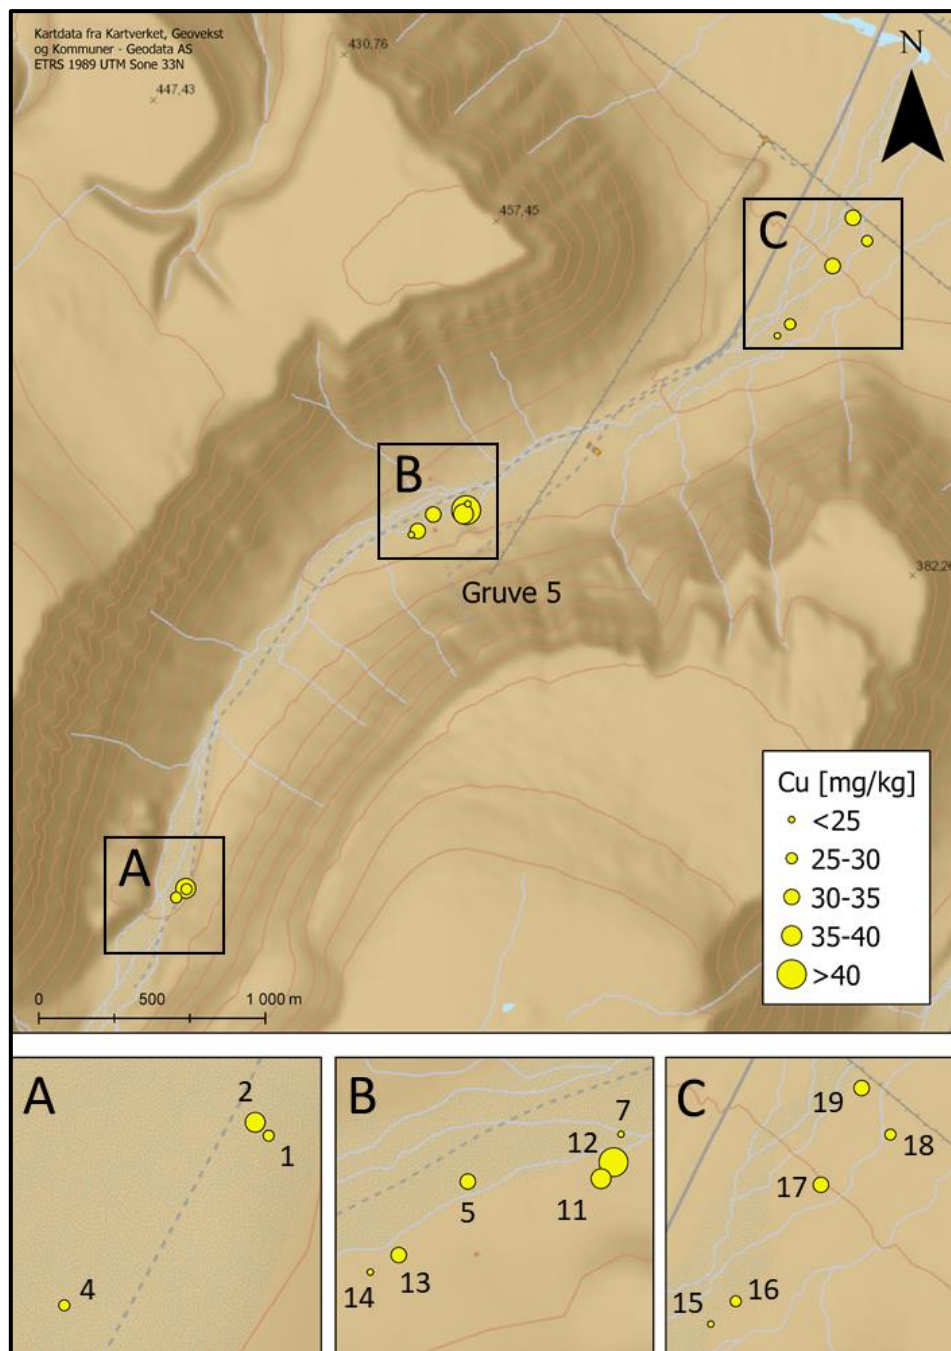 Kartdata fra Kartverket, Geovekst
og Kommuner - Geodata AS
ETRS 1989 UTM Sone 33N
430,76
447,43
N
457,45
C
B
382,26
Gruve 5
A
Cu [mg/kg]
<25
25-30
30-35
35-40
>40
0 500 1 000 m
A
2
1
4
B
7
12
11
5
13
14
C
19
18
17
16
15